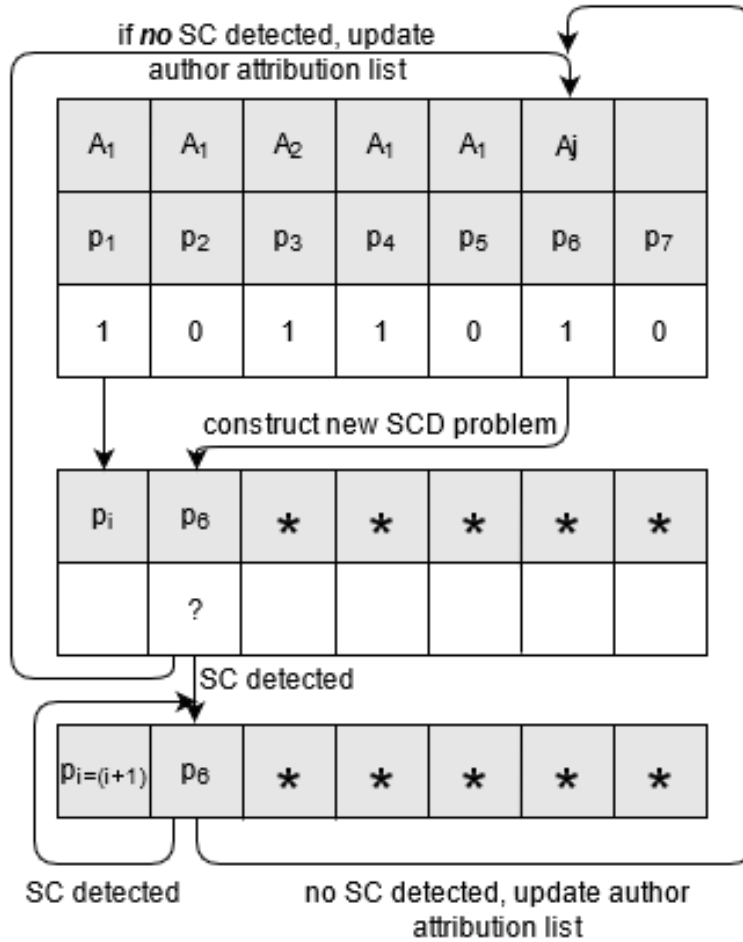 if no SC detected, update
author attribution list
A₁ A₁ A₂ A₁ A₁ Aj
p₁ p₂ p₃ p₄ p₅ p₆ p₇
1 0 1 1 0 1 0
construct new SCD problem
pᵢ p₆ * * * * *
?
SC detected
p_{i=(i+1)} p₆ * * * * *
SC detected
no SC detected, update author
attribution list